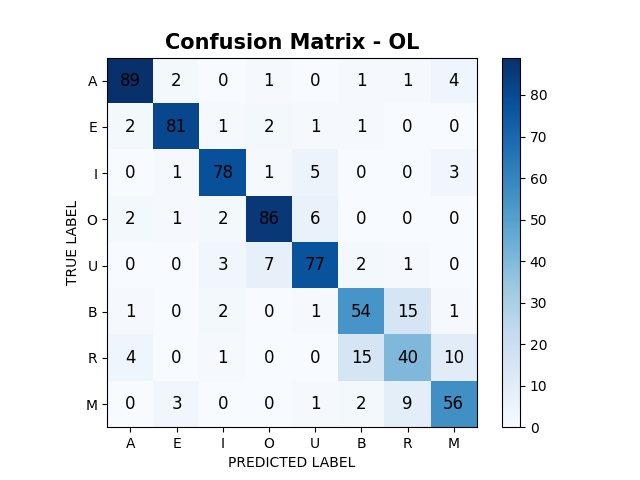 Confusion Matrix - OL
TRUE LABEL
A 89 2 0 1 0 1 1 4
E 2 81 1 2 1 1 0 0
I 0 1 78 1 5 0 0 3
O 2 1 2 86 6 0 0 0
U 0 0 3 7 77 2 1 0
B 1 0 2 0 1 54 15 1
R 4 0 1 0 0 15 40 10
M 0 3 0 0 1 2 9 56
A E I O U B R M
PREDICTED LABEL
80
70
60
50
40
30
20
10
0